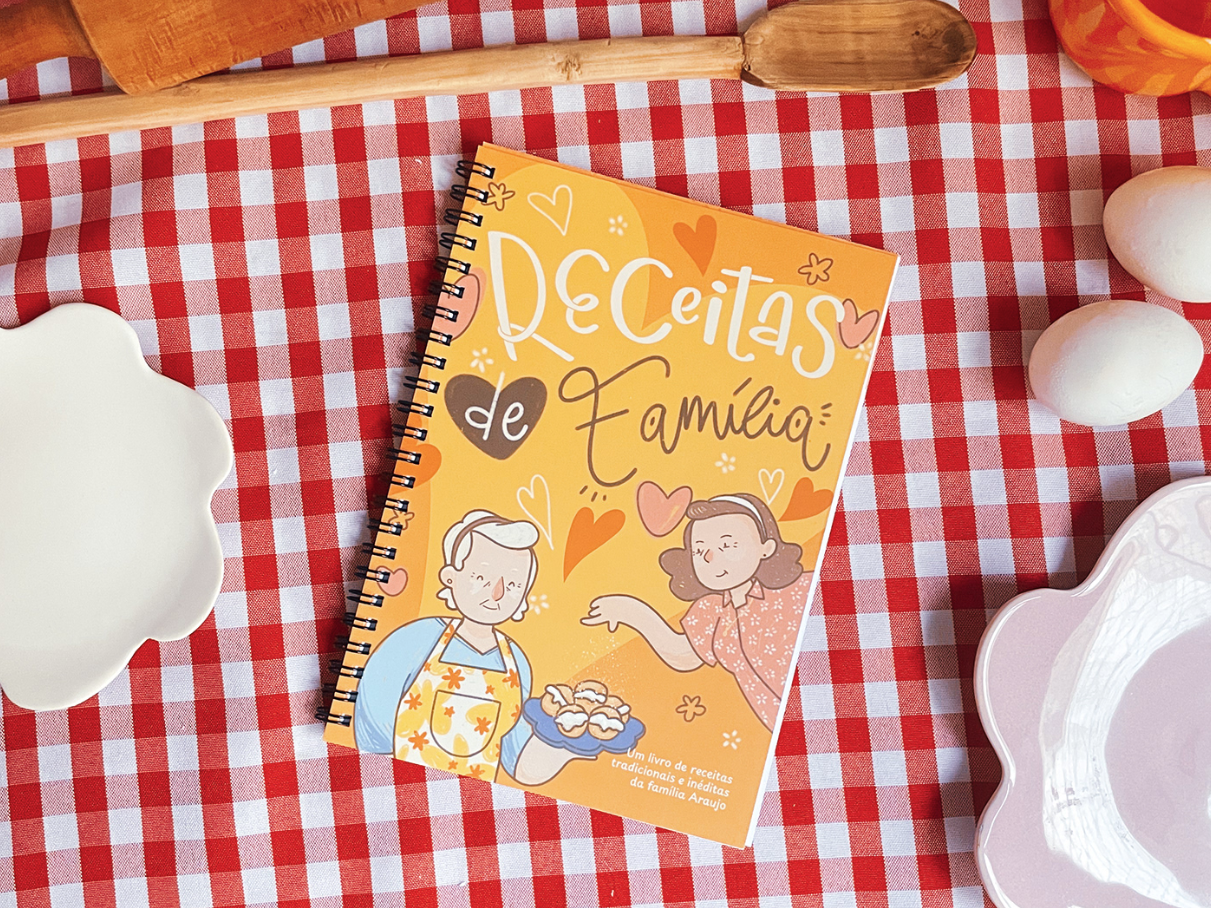 Receitas
de Família
Um livro de receitas
tradicionais e inéditas
da família Araujo